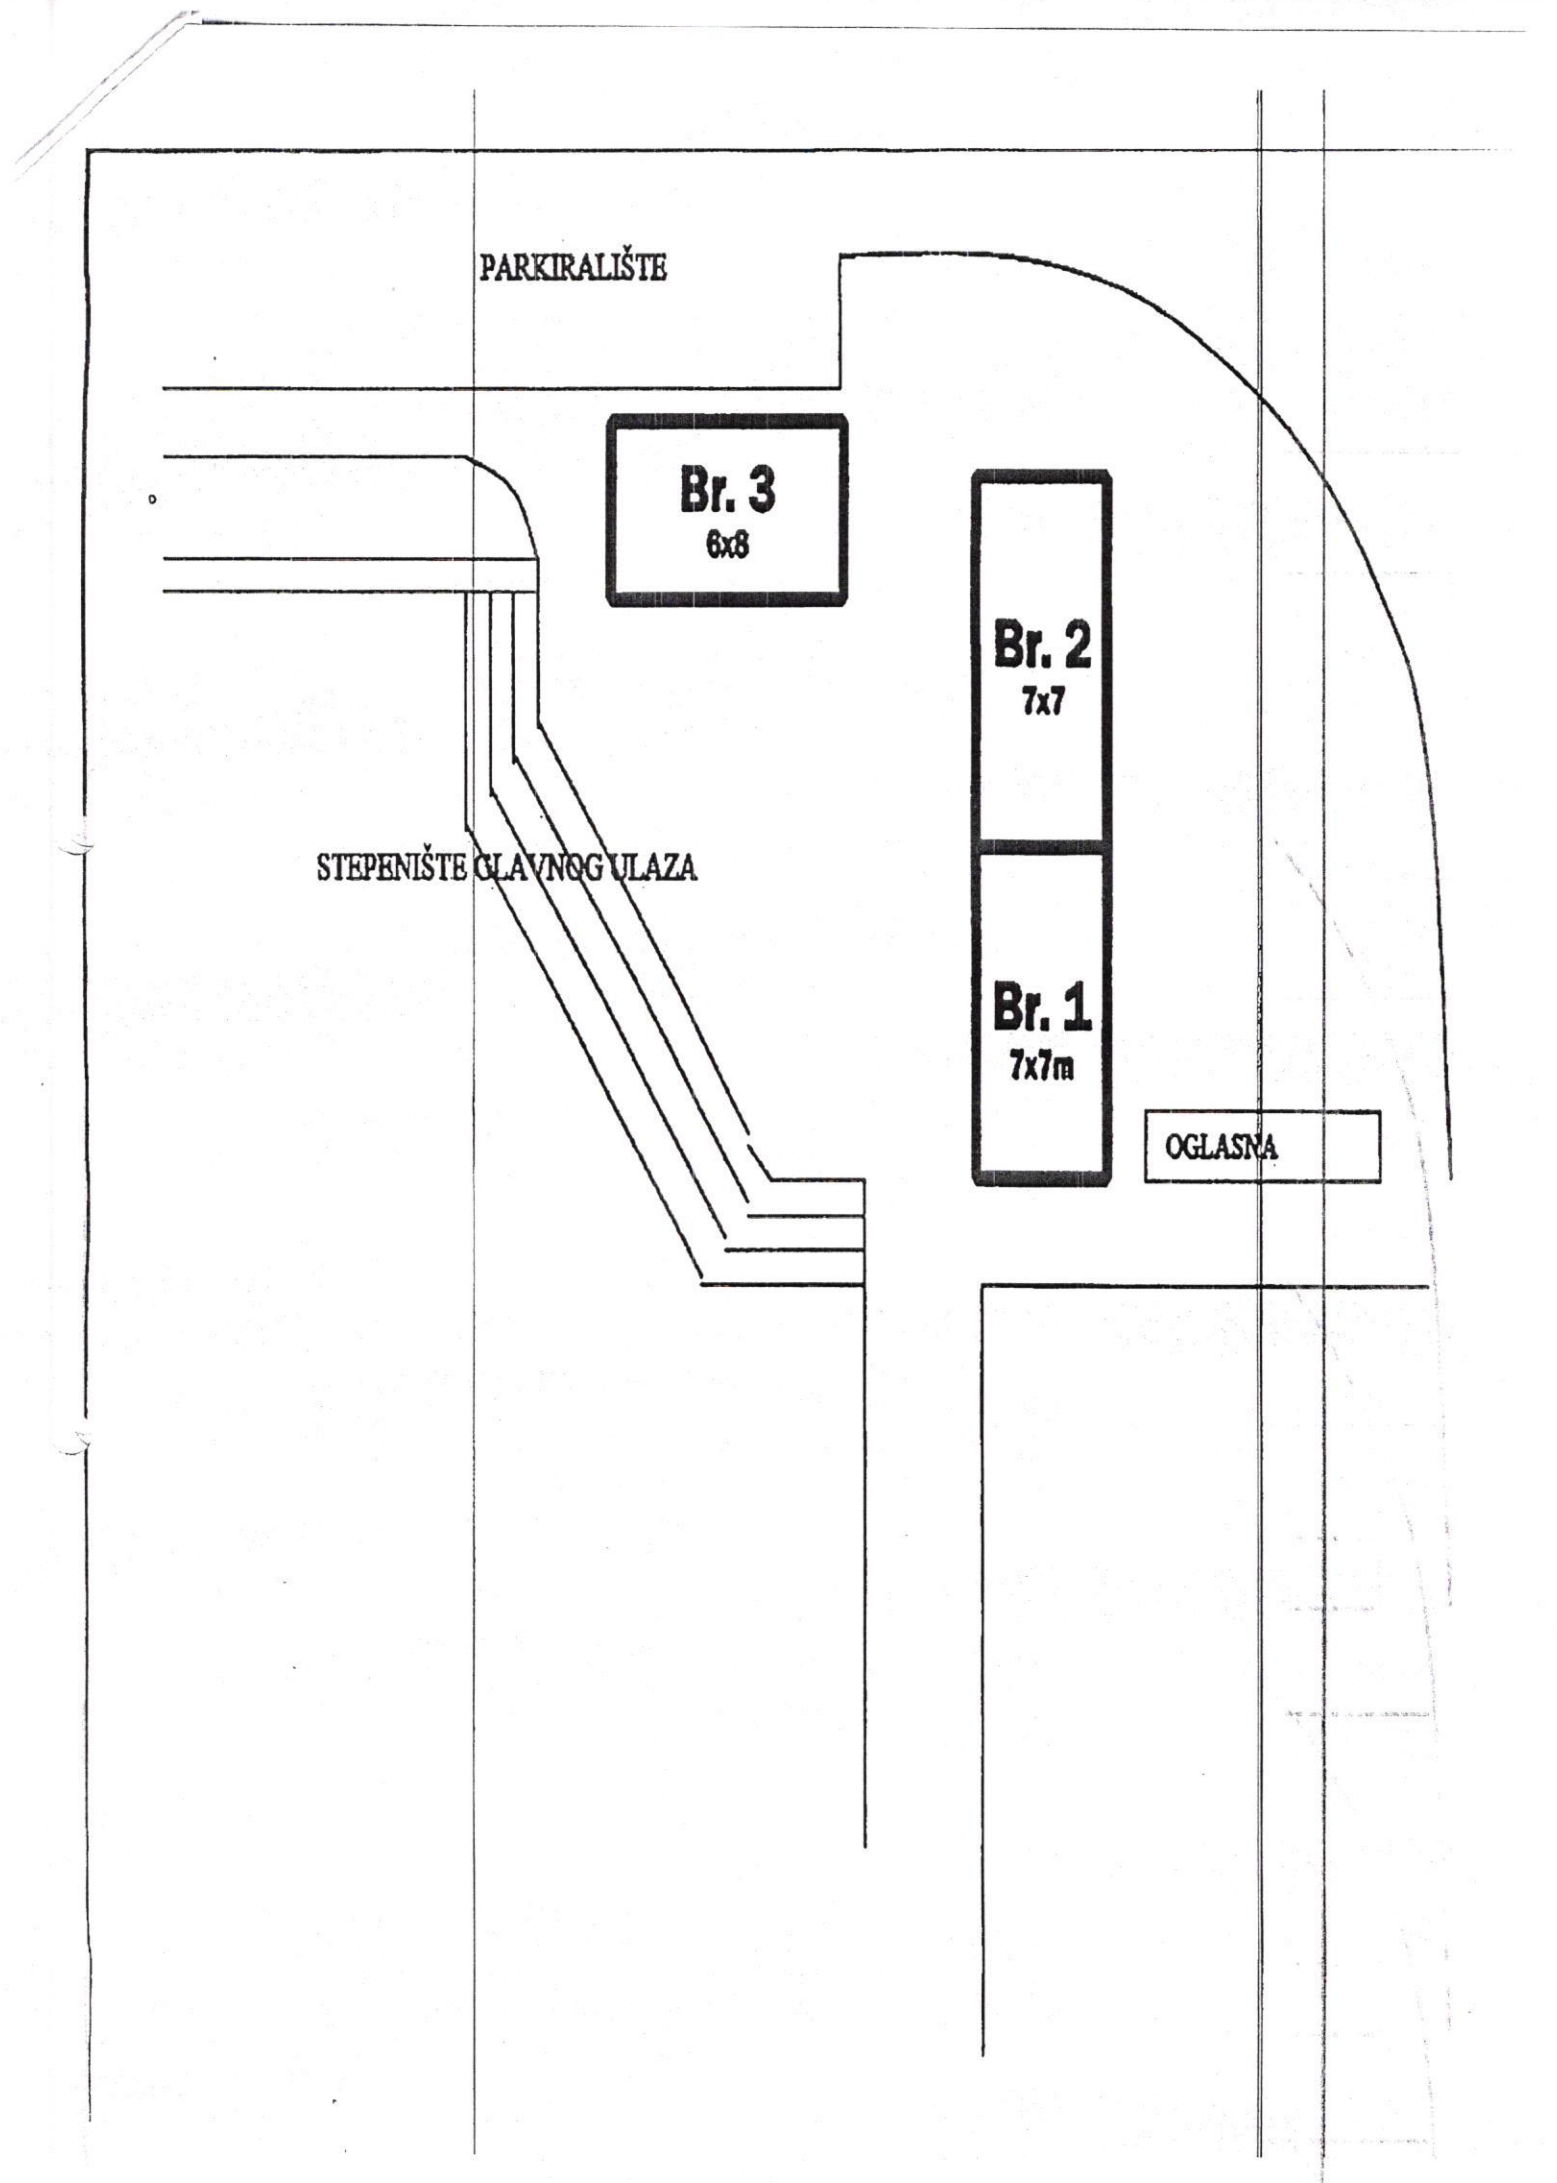 PARKIRALIŠTE
Br. 3
6x8
Br. 2
7x7
STEPENIŠTE GLAVNOG ULAZA
Br. 1
7x7m
OGLASNA